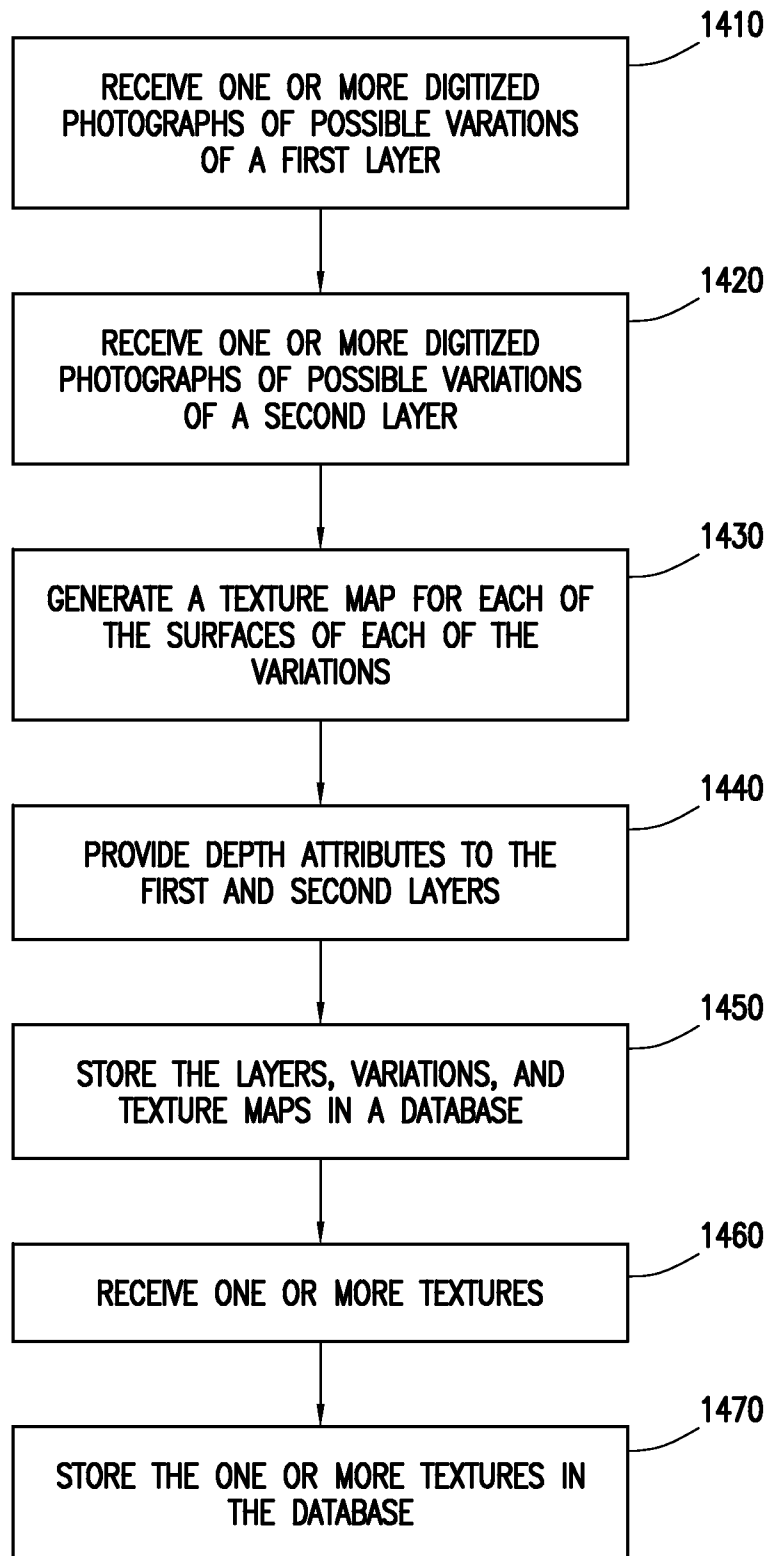 1410
RECEIVE ONE OR MORE DIGITIZED
PHOTOGRAPHS OF POSSIBLE VARATIONS
OF A FIRST LAYER
1420
RECEIVE ONE OR MORE DIGITIZED
PHOTOGRAPHS OF POSSIBLE VARIATIONS
OF A SECOND LAYER
1430
GENERATE A TEXTURE MAP FOR EACH OF
THE SURFACES OF EACH OF THE
VARIATIONS
1440
PROVIDE DEPTH ATTRIBUTES TO THE
FIRST AND SECOND LAYERS
1450
STORE THE LAYERS, VARIATIONS, AND
TEXTURE MAPS IN A DATABASE
1460
RECEIVE ONE OR MORE TEXTURES
1470
STORE THE ONE OR MORE TEXTURES IN
THE DATABASE